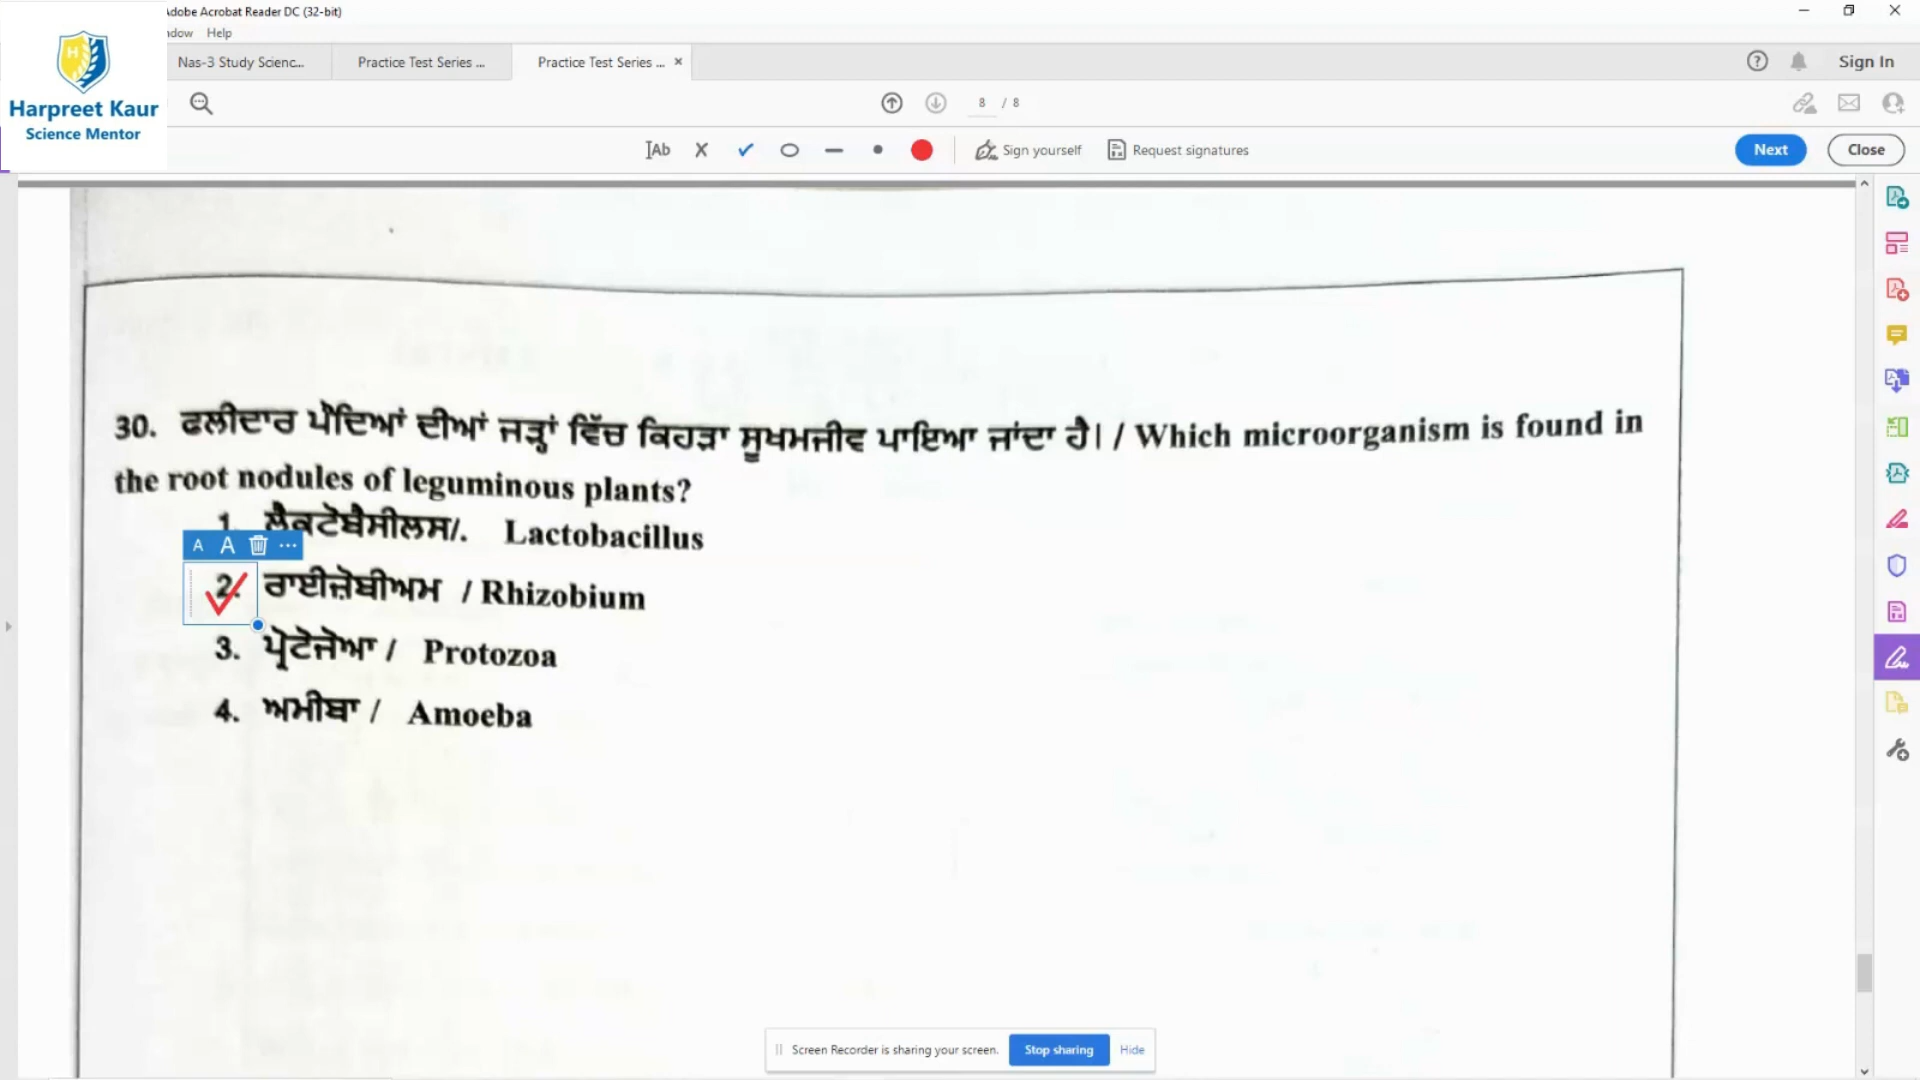 Adobe Acrobat Reader DC (32-bit)
Help
H
Harpreet Kaur
Science Mentor
Nas-3 Study Scienc...
Practice Test Series ...
Practice Test Series ...
Sign In
8 / 8
Ab
Sign yourself
Request signatures
Next
Close
30. ਫਲੀਦਾਰ ਪੌਦਿਆਂ ਦੀਆਂ ਜੜ੍ਹਾਂ ਵਿੱਚ ਕਿਹੜਾ ਸੂਖਮਜੀਵ ਪਾਇਆ ਜਾਂਦਾ ਹੈ। / Which microorganism is found in
the root nodules of leguminous plants?
1. ਲੈਕਟੋਬੈਸੀਲਸ/. Lactobacillus
A A
2. ਰਾਈਜ਼ੋਬੀਅਮ / Rhizobium
3. ਪ੍ਰੋਟੋਜੋਆ / Protozoa
4. ਅਮੀਬਾ / Amoeba
Screen Recorder is sharing your screen.
Stop sharing
Hide